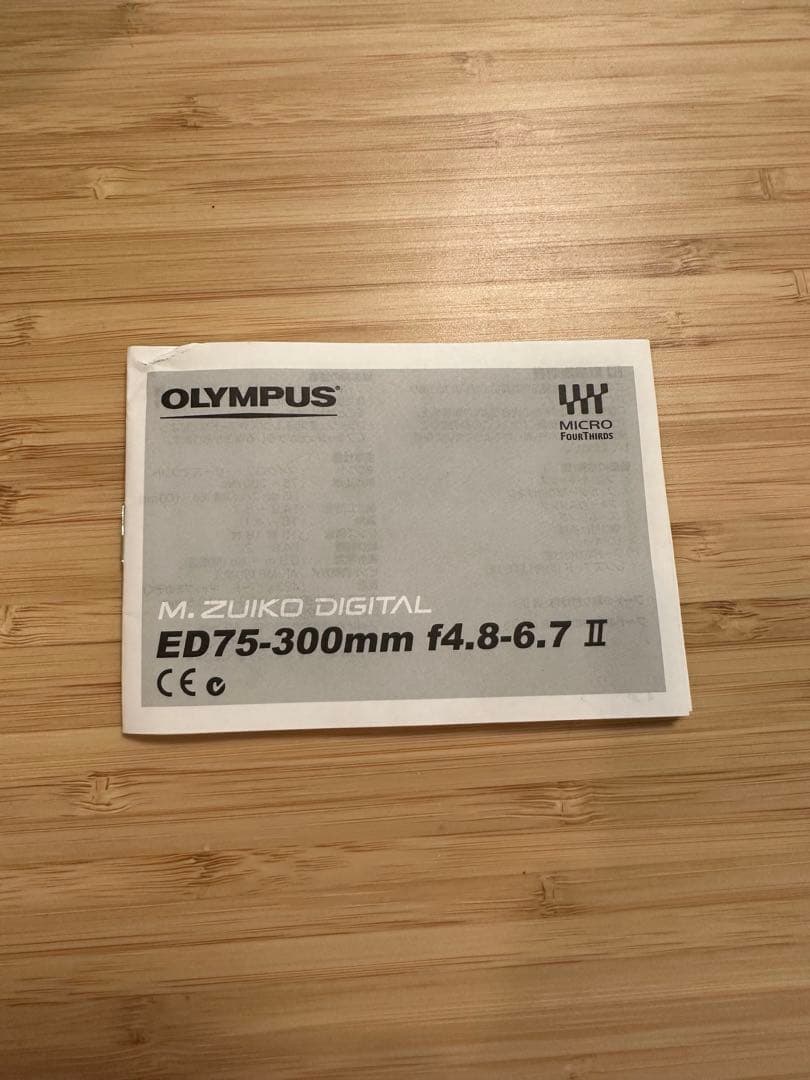 OLYMPUS
MICRO
FOURTHIRDS
M.ZUIKO DIGITAL
ED75-300mm f4.8-6.7 II
CE